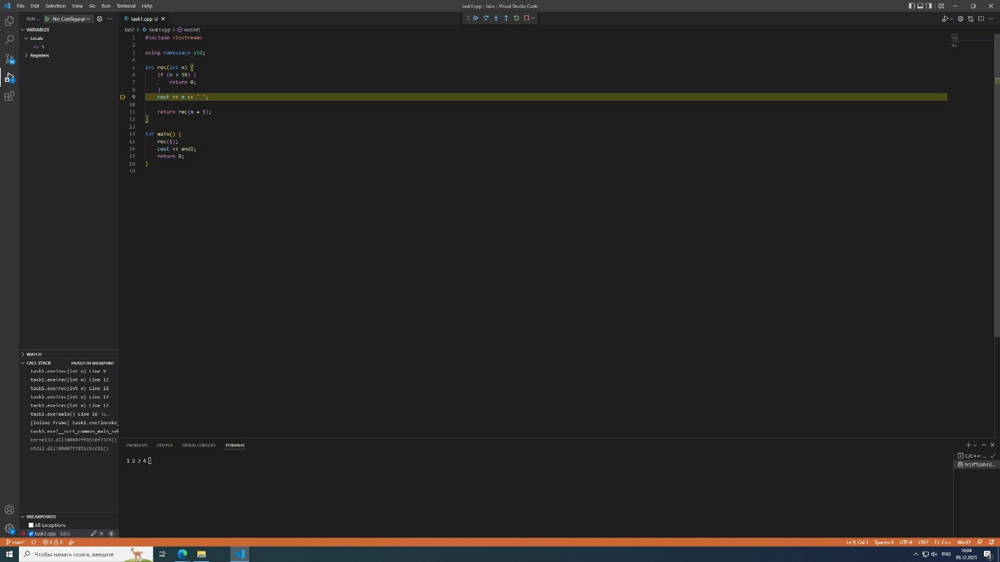 File Edit Selection View Go Run Terminal Help
task1.cpp - labs - Visual Studio Code
RUN ... No Configurat
task1.cpp U
VARIABLES
Locals
n: 5
Registers
lab2 > task1.cpp > rec(int)
1 #include <iostream>
2
3 using namespace std;
4
5 int rec(int n) {
6 if (n > 10) {
7 return 0;
8 }
9 cout << n << " ";
10
11 return rec(n + 1);
12 }
13
14 int main() {
15 rec(1);
16 cout << endl;
17 return 0;
18 }
19
WATCH
CALL STACK PAUSED ON BREAKPOINT
task1.exe!rec(int n) Line 9
task1.exe!rec(int n) Line 12
task1.exe!rec(int n) Line 12
task1.exe!rec(int n) Line 12
task1.exe!rec(int n) Line 12
task1.exe!main() Line 16 ta...
[Inline Frame] task1.exe!invoke_
task1.exe!__scrt_common_main_seh
kernel32.dll!00007ff8510f7374()
ntdll.dll!00007ff851c9cc91()
BREAKPOINTS
All Exceptions
task1.cpp lab2 9
PROBLEMS OUTPUT DEBUG CONSOLE TERMINAL
1 2 3 4
C/C++: ...
h:\УП\labs\l...
main* 0 0
Ln 9, Col 1 Spaces: 4 UTF-8 CRLF {} C++ Win32
Чтобы начать поиск, введите
ENG
10:04
09.12.2025
2